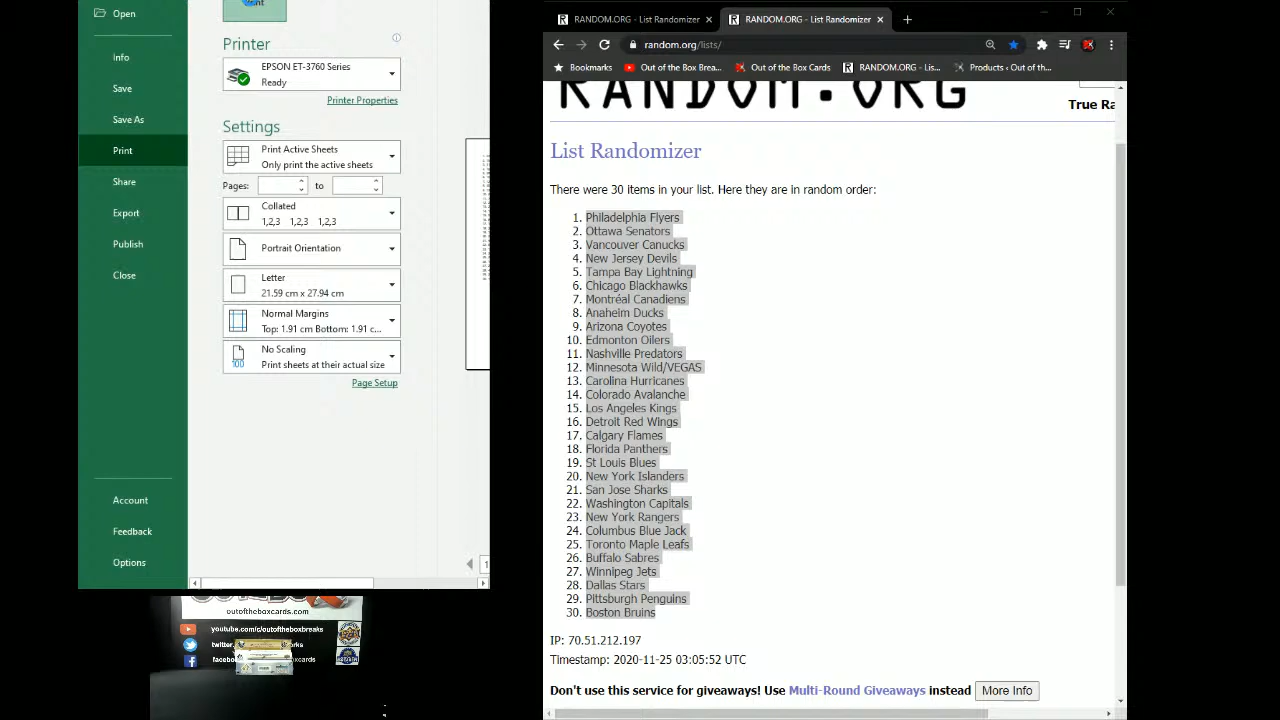 Open
Info
Save
Save As
Print
Share
Export
Publish
Close
Account
Feedback
Options
Printer
EPSON ET-3760 Series
Ready
Printer Properties
Settings
Print Active Sheets
Only print the active sheets
Pages: to
Collated
1,2,3 1,2,3 1,2,3
Portrait Orientation
Letter
21.59 cm x 27.94 cm
Normal Margins
Top: 1.91 cm Bottom: 1.91 c...
No Scaling
100
Print sheets at their actual size
Page Setup
outoftheboxcards.com
youtube.com/c/outoftheboxbreaks
twitter.
RANDOM.ORG - List Randomizer
RANDOM.ORG - List Randomizer
random.org/lists/
Bookmarks Out of the Box Brea... Out of the Box Cards RANDOM.ORG - Lis... Products ‹ Out of th...
RANDOM.ORG
True Ra
List Randomizer
There were 30 items in your list. Here they are in random order:
1. Philadelphia Flyers
2. Ottawa Senators
3. Vancouver Canucks
4. New Jersey Devils
5. Tampa Bay Lightning
6. Chicago Blackhawks
7. Montréal Canadiens
8. Anaheim Ducks
9. Arizona Coyotes
10. Edmonton Oilers
11. Nashville Predators
12. Minnesota Wild/VEGAS
13. Carolina Hurricanes
14. Colorado Avalanche
15. Los Angeles Kings
16. Detroit Red Wings
17. Calgary Flames
18. Florida Panthers
19. St Louis Blues
20. New York Islanders
21. San Jose Sharks
22. Washington Capitals
23. New York Rangers
24. Columbus Blue Jack
25. Toronto Maple Leafs
26. Buffalo Sabres
27. Winnipeg Jets
28. Dallas Stars
29. Pittsburgh Penguins
30. Boston Bruins
IP: 70.51.212.197
Timestamp: 2020-11-25 03:05:52 UTC
Don't use this service for giveaways! Use Multi-Round Giveaways instead More Info